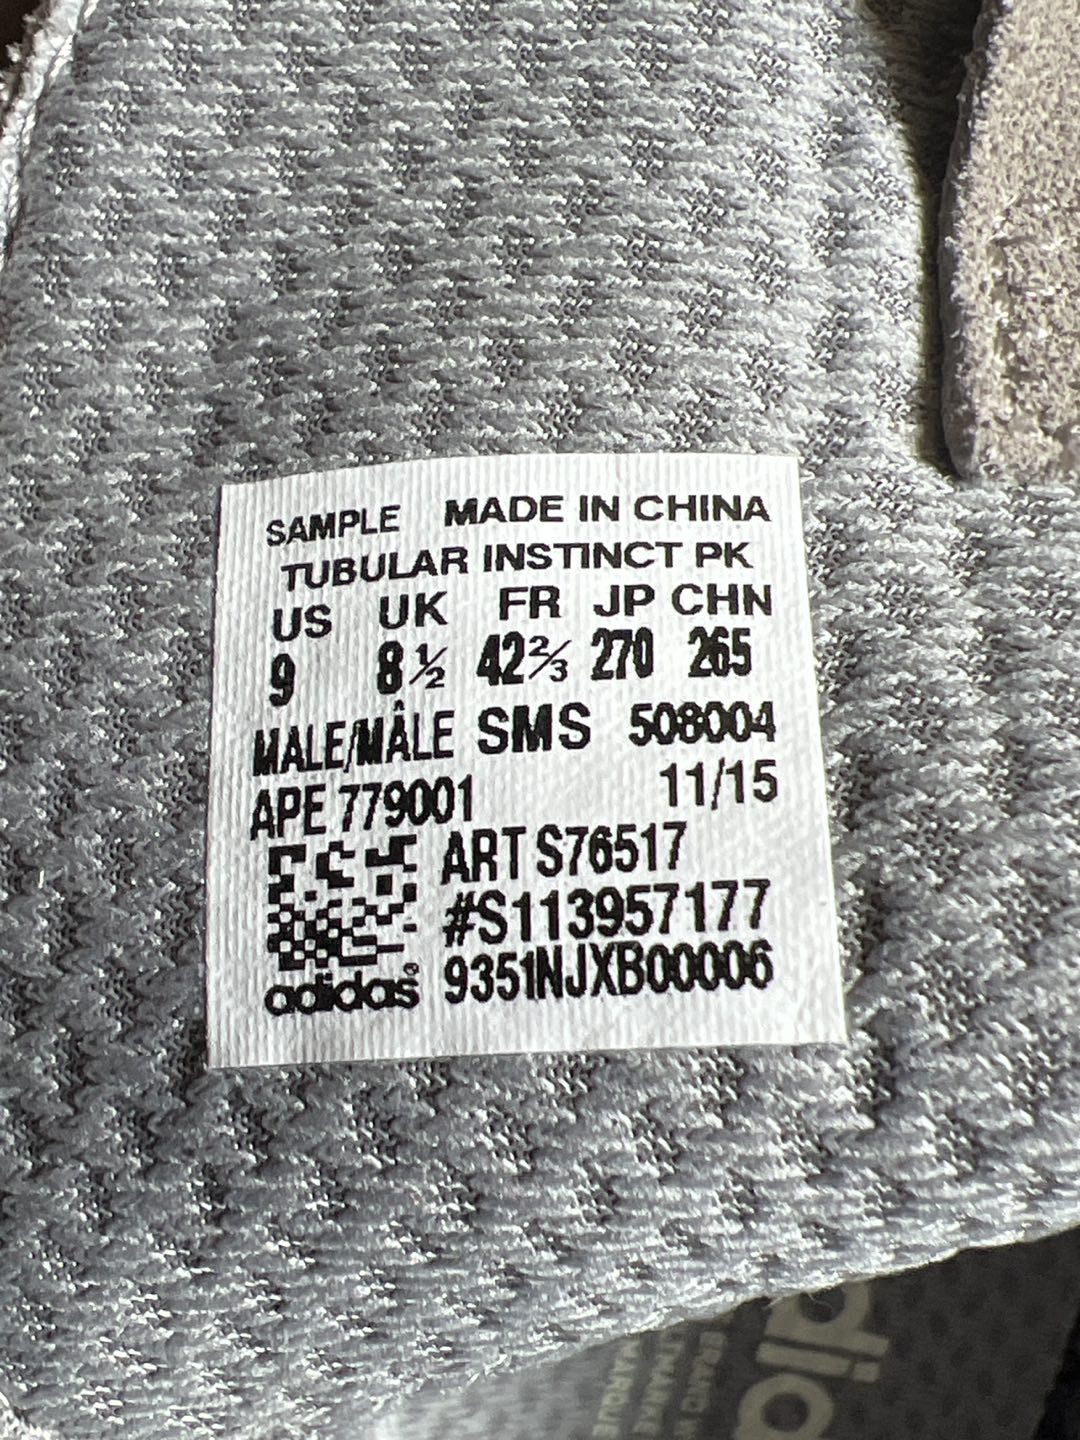 SAMPLE MADE IN CHINA
TUBULAR INSTINCT PK
US UK FR JP CHN
9 8½ 42⅔ 270 265
MALE/MÂLE SMS 508004
APE 779001 11/15
ART S76517
#S113957177
adidas® 9351NJXB00006